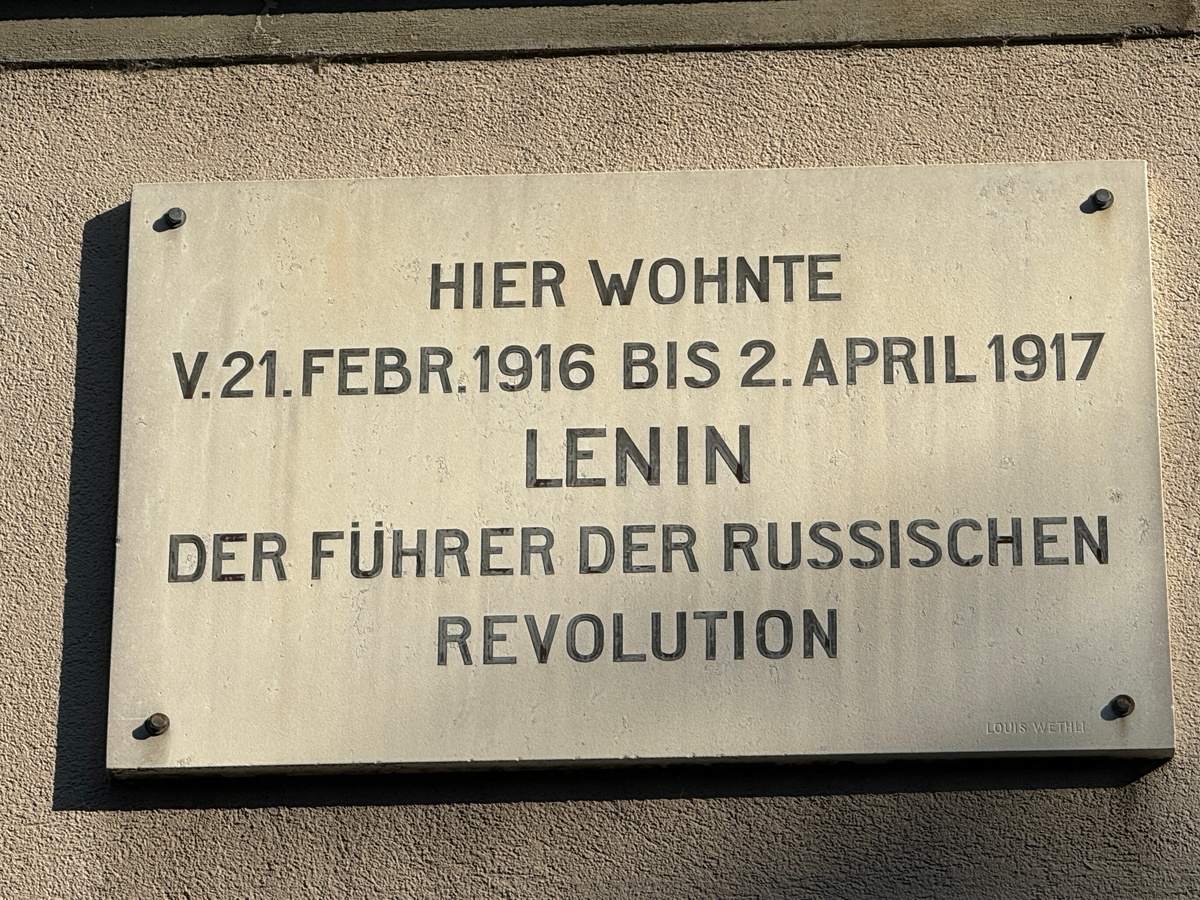 HIER WOHNTE
V. 21. FEBR. 1916 BIS 2. APRIL 1917
LENIN
DER FÜHRER DER RUSSISCHEN
REVOLUTION
LOUIS WETHLI